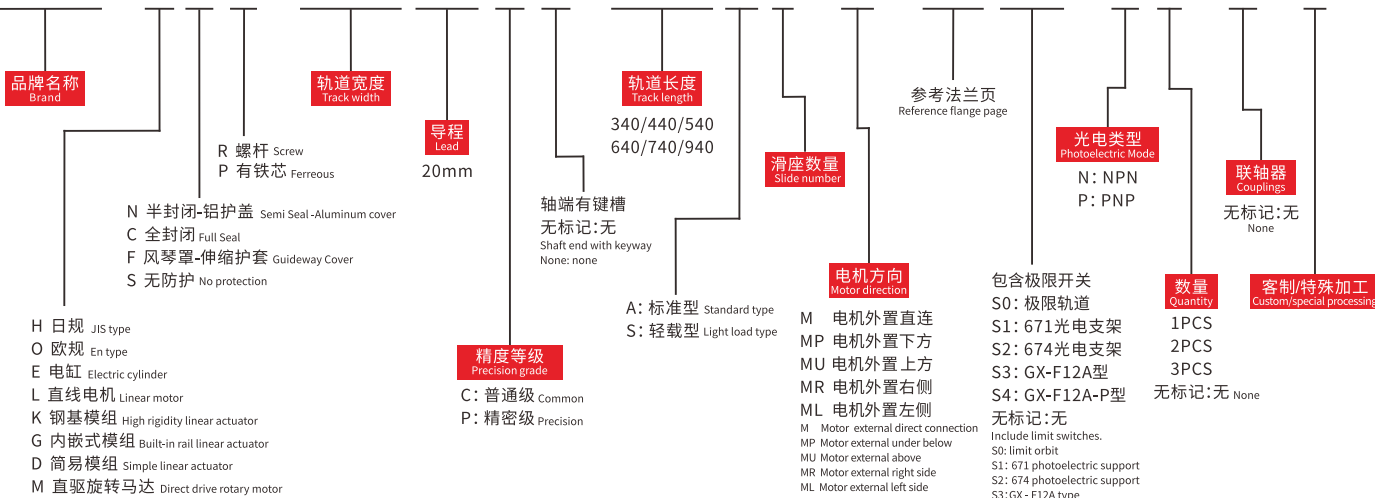 品牌名称
Brand
H 日规 JIS type
O 欧规 En type
E 电缸 Electric cylinder
L 直线电机 Linear motor
K 钢基模组 High rigidity linear actuator
G 内嵌式模组 Built-in rail linear actuator
D 简易模组 Simple linear actuator
M 直驱旋转马达 Direct drive rotary motor
N 半封闭-铝护盖 Semi Seal -Aluminum cover
C 全封闭 Full Seal
F 风琴罩-伸缩护套 Guideway Cover
S 无防护 No protection
R 螺杆 Screw
P 有铁芯 Ferreous
轨道宽度
Track width
导程
Lead
20mm
精度等级
Precision grade
C: 普通级 Common
P: 精密级 Precision
轴端有键槽
无标记:无
Shaft end with keyway
None: none
轨道长度
Track length
340/440/540
640/740/940
A: 标准型 Standard type
S: 轻载型 Light load type
滑座数量
Slide number
电机方向
Motor direction
M 电机外置直连
MP 电机外置下方
MU 电机外置上方
MR 电机外置右侧
ML 电机外置左侧
M Motor external direct connection
MP Motor external under below
MU Motor external above
MR Motor external right side
ML Motor external left side
参考法兰页
Reference flange page
包含极限开关
S0: 极限轨道
S1: 671光电支架
S2: 674光电支架
S3: GX-F12A型
S4: GX-F12A-P型
无标记:无
Include limit switches.
S0: limit orbit
S1: 671 photoelectric support
S2: 674 photoelectric support
S3: GX - F12A type
光电类型
Photoelectric Mode
N: NPN
P: PNP
数量
Quantity
1PCS
2PCS
3PCS
无标记:无 None
联轴器
Couplings
无标记:无
None
客制/特殊加工
Custom/special processing